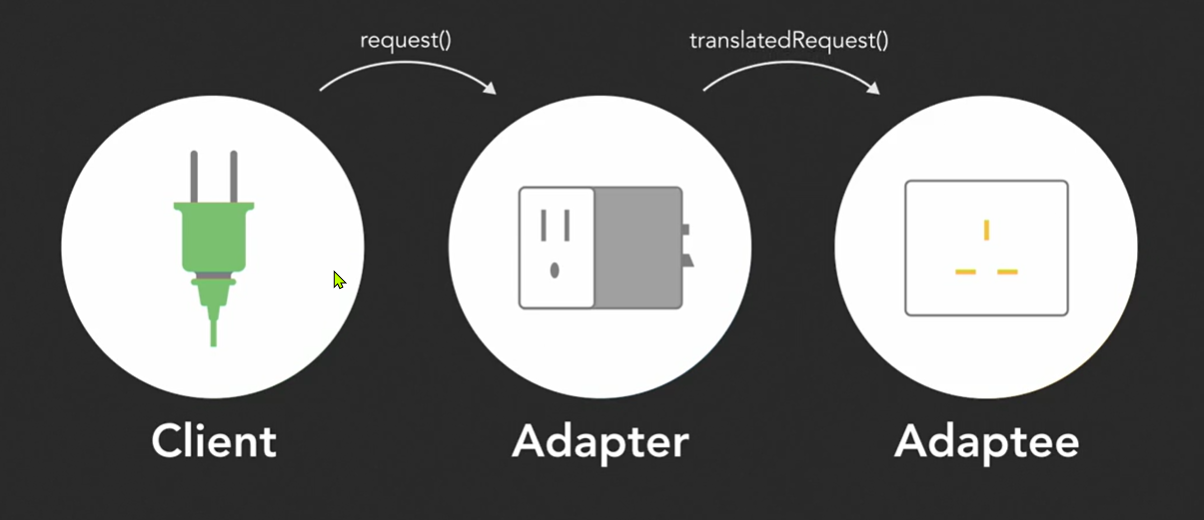 request()
translatedRequest()
Client
Adapter
Adaptee